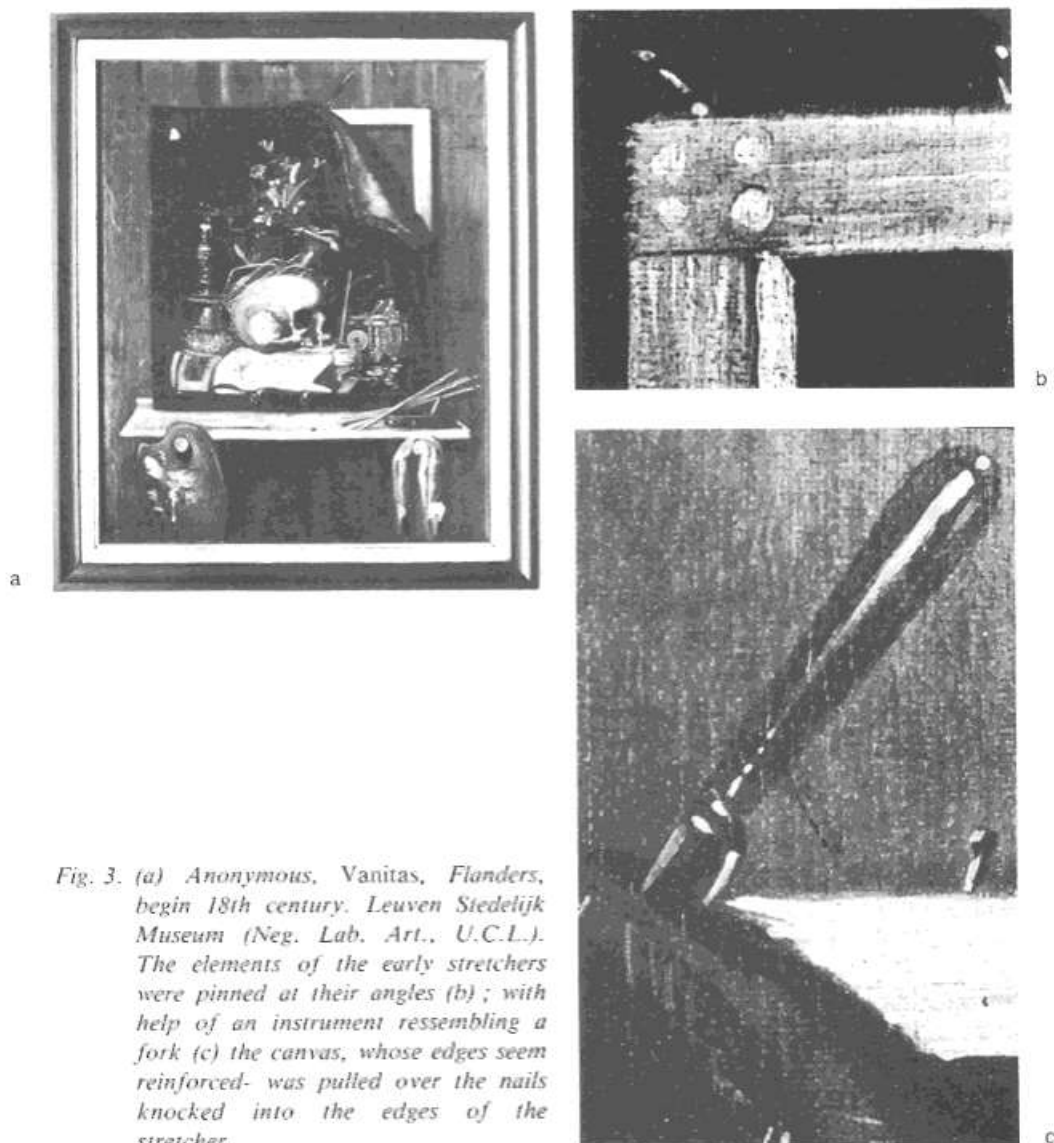 a
b
Fig. 3. (a) Anonymous, Vanitas, Flanders,
begin 18th century. Leuven Stedelijk
Museum (Neg. Lab. Art., U.C.L.).
The elements of the early stretchers
were pinned at their angles (b) ; with
help of an instrument ressembling a
fork (c) the canvas, whose edges seem
reinforced- was pulled over the nails
knocked into the edges of the
stretcher
c